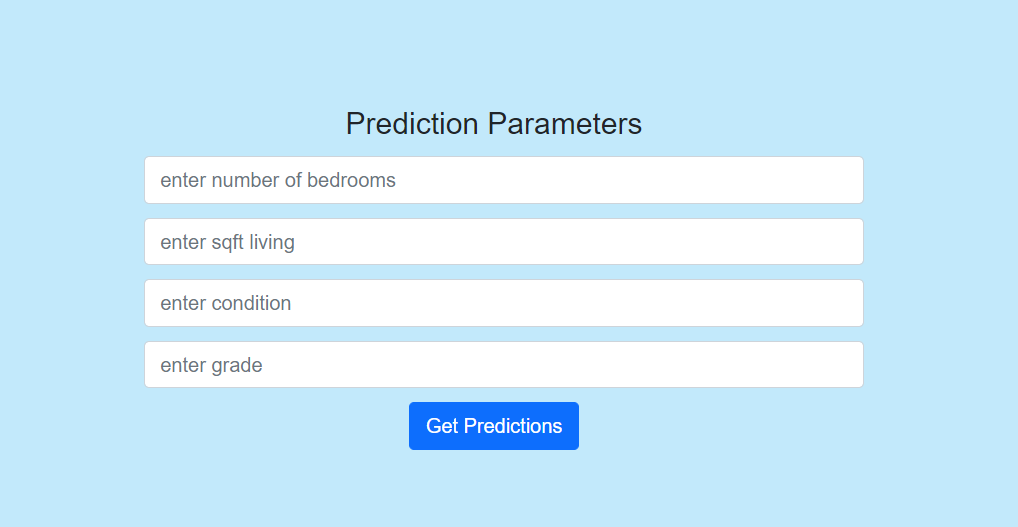 Prediction Parameters
enter number of bedrooms
enter sqft living
enter condition
enter grade
Get Predictions